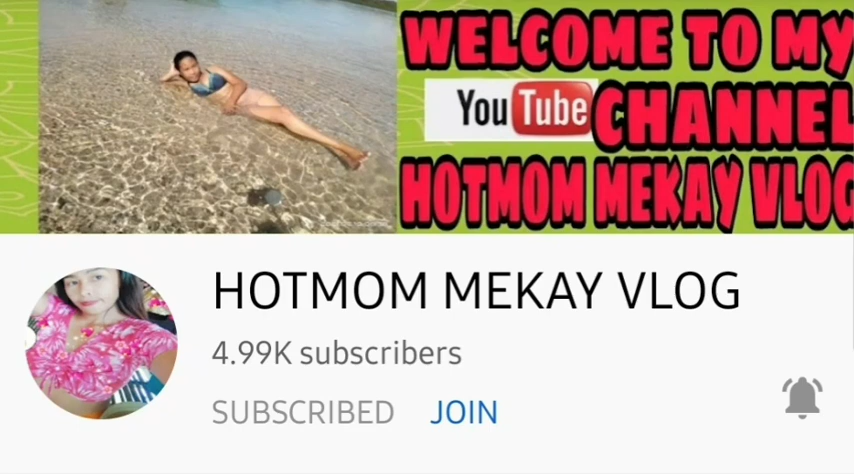 WELCOME TO MY
YouTube CHANNEL
HOTMOM MEKAY VLOG
HOTMOM MEKAY VLOG
4.99K subscribers
SUBSCRIBED JOIN